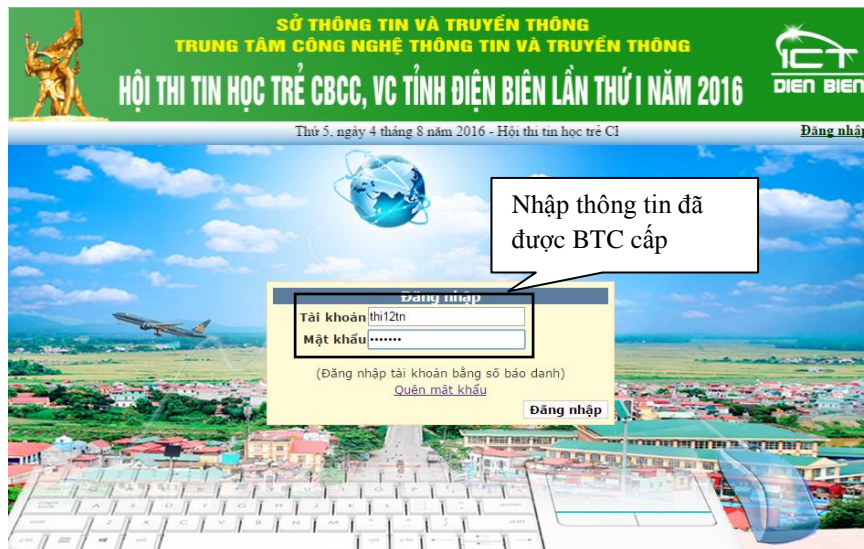 SỞ THÔNG TIN VÀ TRUYỀN THÔNG
TRUNG TÂM CÔNG NGHỆ THÔNG TIN VÀ TRUYỀN THÔNG
HỘI THI TIN HỌC TRẺ CBCC, VC TỈNH ĐIỆN BIÊN LẦN THỨ I NĂM 2016
ICT
DIEN BIEN
Thứ 5, ngày 4 tháng 8 năm 2016 - Hội thi tin học trẻ CI
Đăng nhập
Nhập thông tin đã
được BTC cấp
Đăng nhập
Tài khoản thi12tn
Mật khẩu •••••••
(Đăng nhập tài khoản bằng số báo danh)
Quên mật khẩu
Đăng nhập